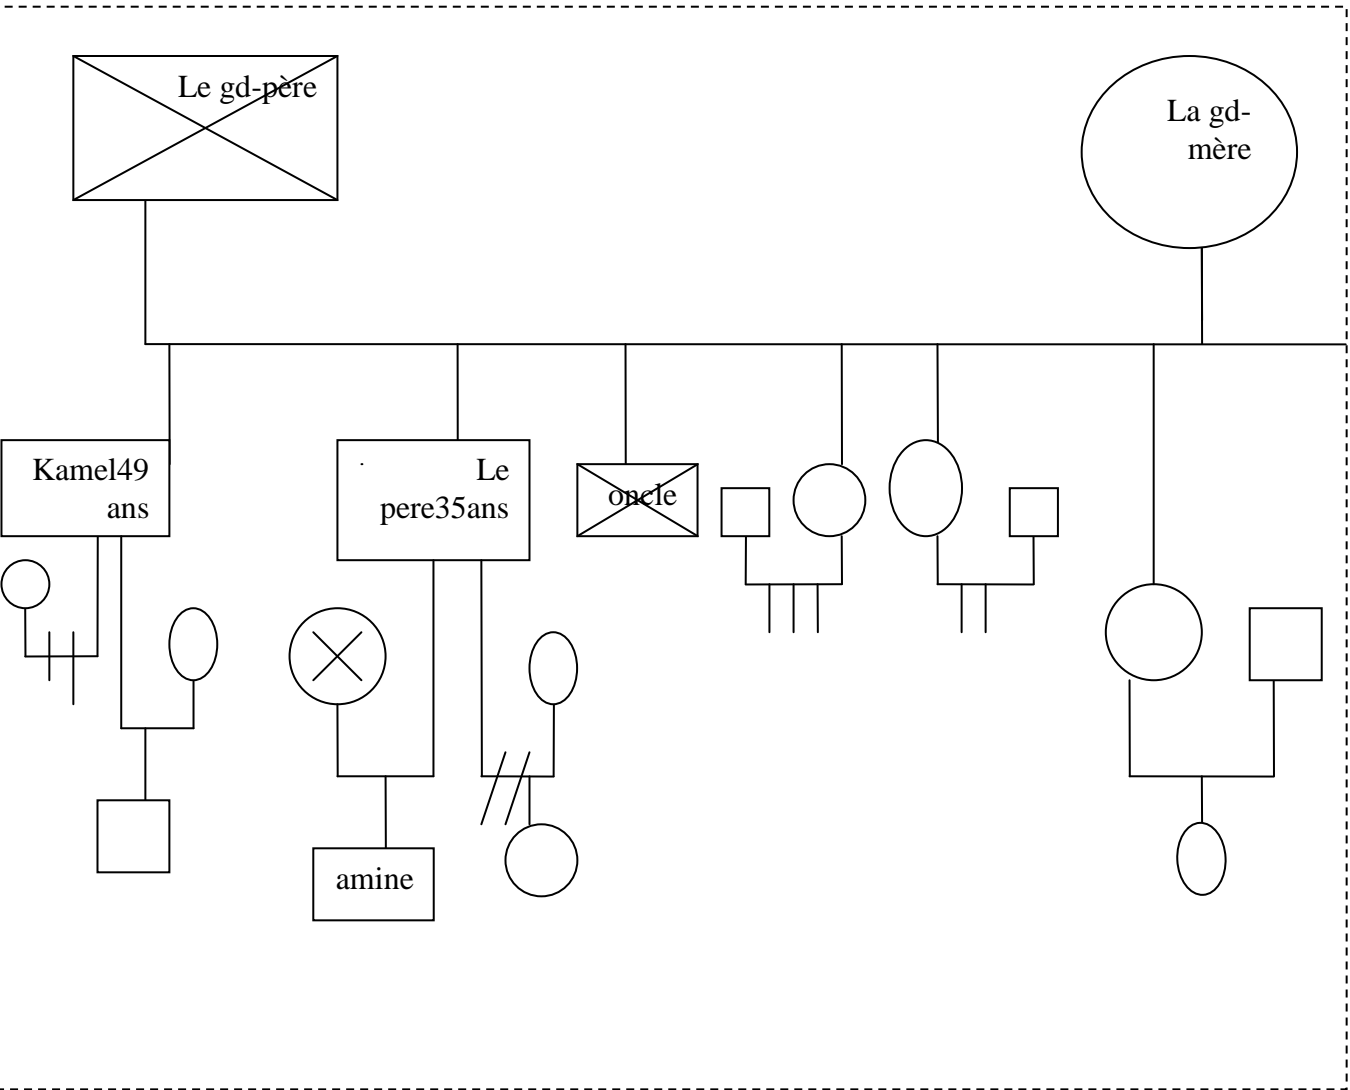 Le gd-père
La gd-
mère
Kamel49
ans
Le
pere35ans
oncle
amine